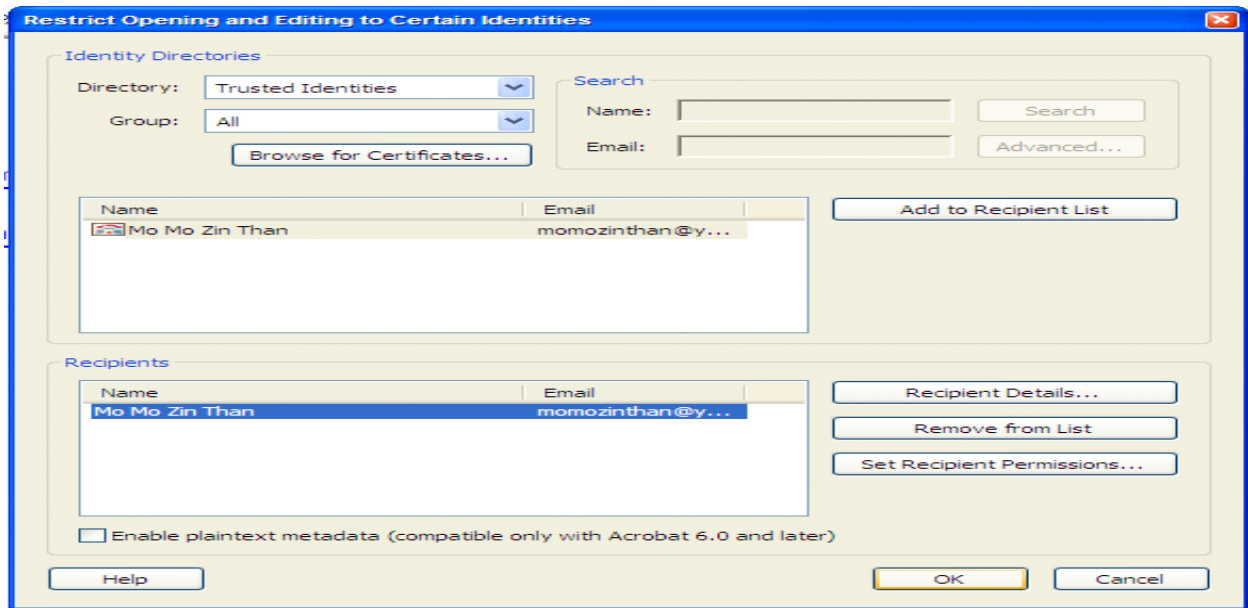 Restrict Opening and Editing to Certain Identities
Identity Directories
Directory: Trusted Identities
Group: All
Browse for Certificates...
Search
Name: Search
Email: Advanced...
Name Email
Mo Mo Zin Than momozinthan@y...
Add to Recipient List
Recipients
Name Email
Mo Mo Zin Than momozinthan@y...
Recipient Details...
Remove from List
Set Recipient Permissions...
Enable plaintext metadata (compatible only with Acrobat 6.0 and later)
Help OK Cancel